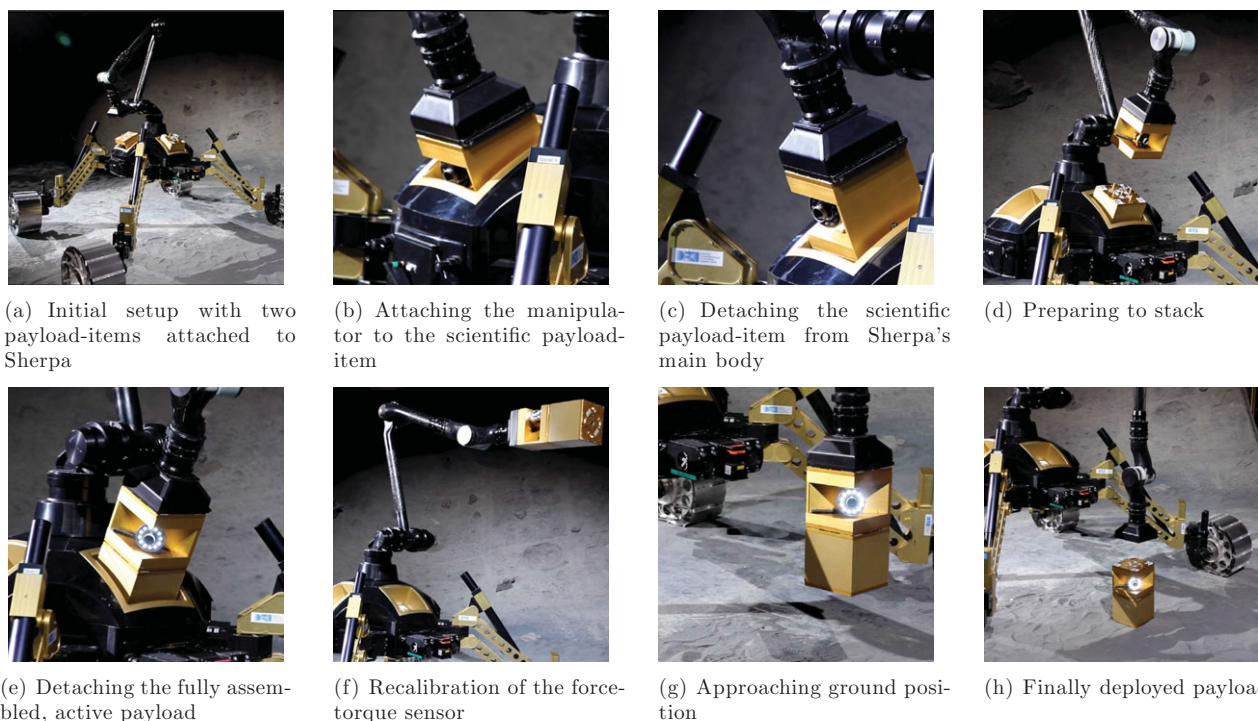 (a) Initial setup with two
payload-items attached to
Sherpa
(b) Attaching the manipula-
tor to the scientific payload-
item
(c) Detaching the scientific
payload-item from Sherpa's
main body
(d) Preparing to stack
(e) Detaching the fully assem-
bled, active payload
(f) Recalibration of the force-
torque sensor
(g) Approaching ground posi-
tion
(h) Finally deployed payload